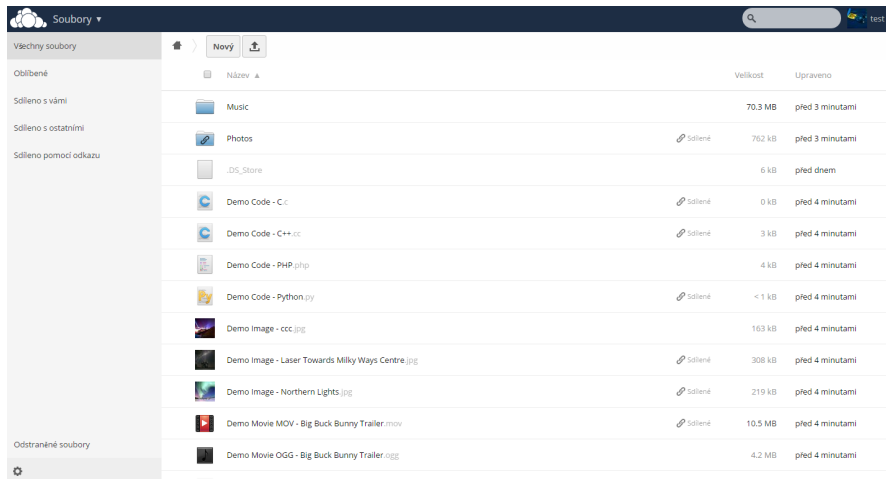 Soubory ▾
test
Všechny soubory
Oblíbené
Sdíleno s vámi
Sdíleno s ostatními
Sdíleno pomocí odkazu
Odstraněné soubory
Nový
Název ▲ Velikost Upraveno
Music 70.3 MB před 3 minutami
Photos Sdílené 762 kB před 3 minutami
.DS_Store 6 kB před dnem
Demo Code - C.c Sdílené 0 kB před 4 minutami
Demo Code - C++.cc Sdílené 3 kB před 4 minutami
Demo Code - PHP.php 4 kB před 4 minutami
Demo Code - Python.py Sdílené < 1 kB před 4 minutami
Demo Image - ccc.jpg 163 kB před 4 minutami
Demo Image - Laser Towards Milky Ways Centre.jpg Sdílené 308 kB před 4 minutami
Demo Image - Northern Lights.jpg Sdílené 219 kB před 4 minutami
Demo Movie MOV - Big Buck Bunny Trailer.mov Sdílené 10.5 MB před 4 minutami
Demo Movie OGG - Big Buck Bunny Trailer.ogg 4.2 MB před 4 minutami